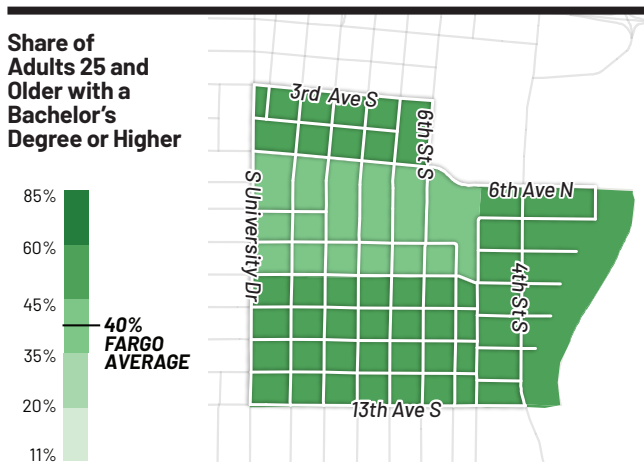 Share of
Adults 25 and
Older with a
Bachelor's
Degree or Higher
85%
60%
45%
40%
FARGO
AVERAGE
35%
20%
11%
3rd Ave S
6th St S
6th Ave N
S University Dr
4th St S
13th Ave S